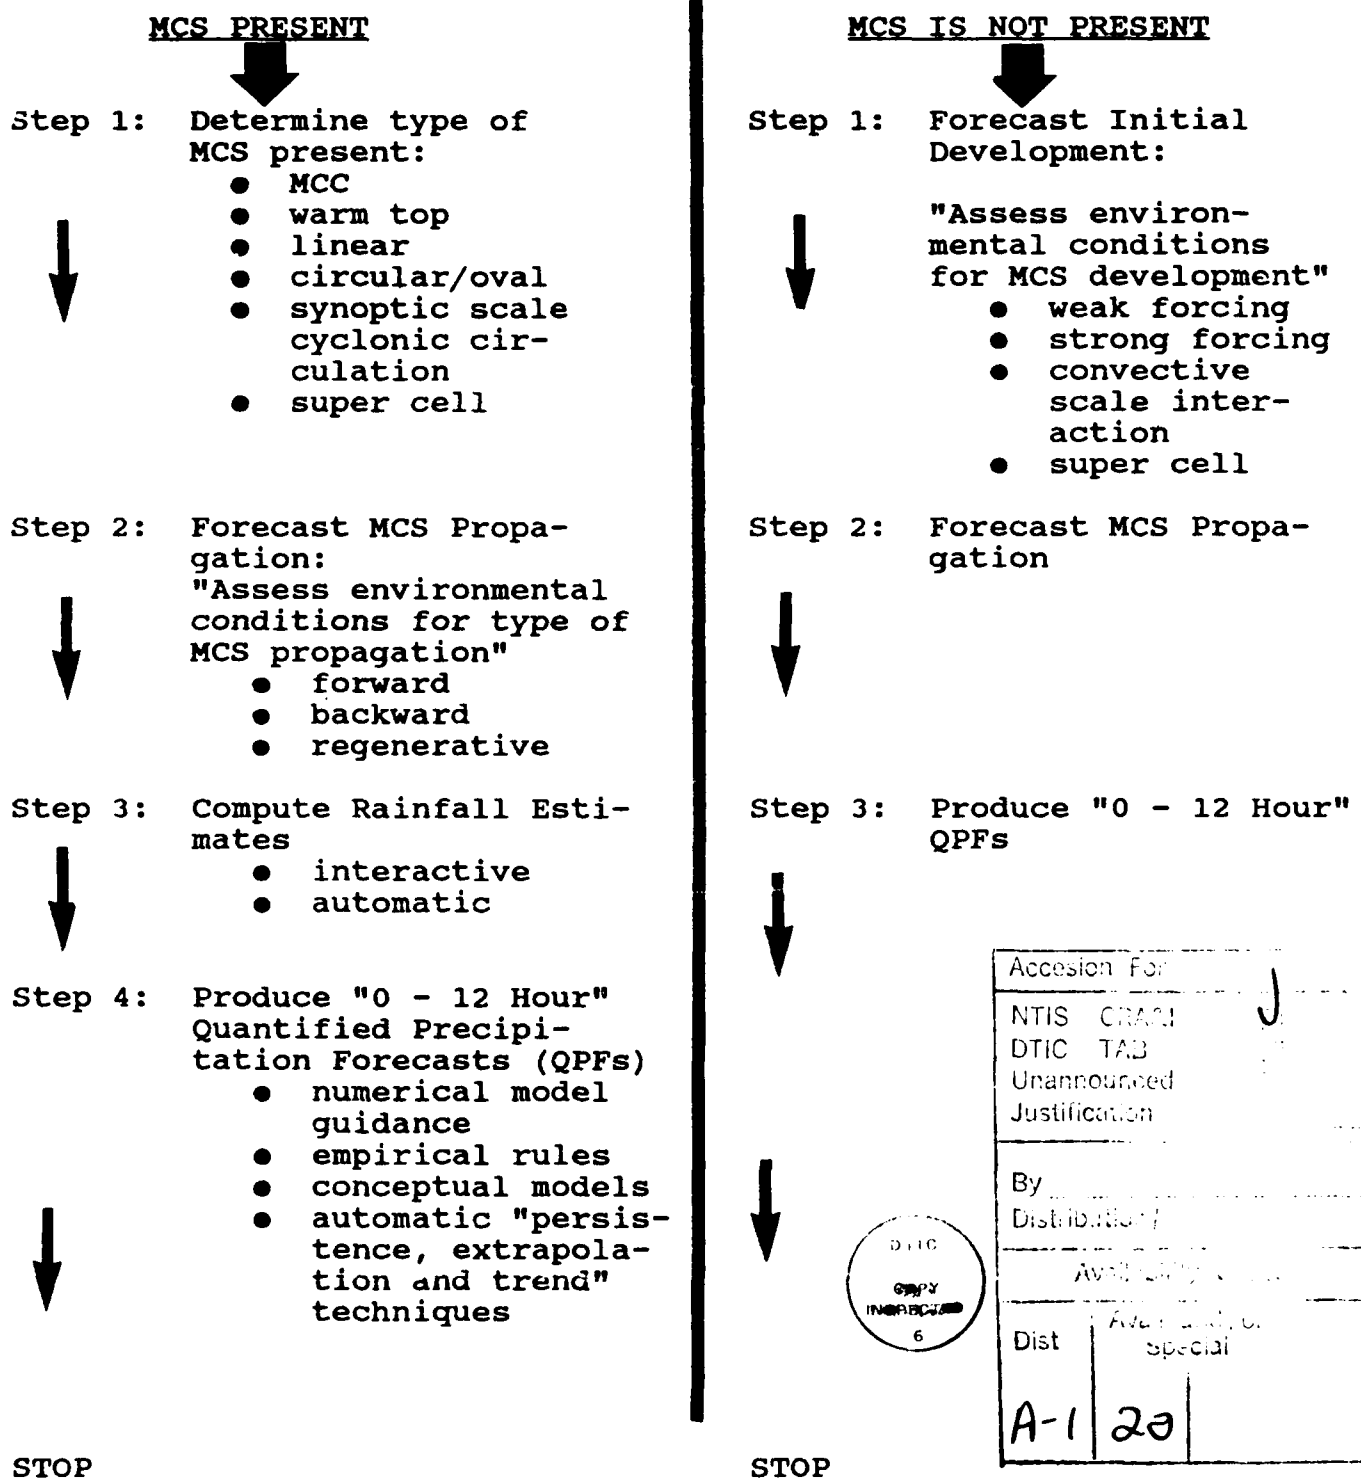 MCS PRESENT
Step 1: Determine type of
MCS present:
● MCC
● warm top
● linear
● circular/oval
● synoptic scale
cyclonic cir-
culation
● super cell
Step 2: Forecast MCS Propa-
gation:
"Assess environmental
conditions for type of
MCS propagation"
● forward
● backward
● regenerative
Step 3: Compute Rainfall Esti-
mates
● interactive
● automatic
Step 4: Produce "0 - 12 Hour"
Quantified Precipi-
tation Forecasts (QPFs)
● numerical model
guidance
● empirical rules
● conceptual models
● automatic "persis-
tence, extrapola-
tion and trend"
techniques
STOP
MCS IS NOT PRESENT
Step 1: Forecast Initial
Development:
"Assess environ-
mental conditions
for MCS development"
● weak forcing
● strong forcing
● convective
scale inter-
action
● super cell
Step 2: Forecast MCS Propa-
gation
Step 3: Produce "0 - 12 Hour"
QPFs
STOP
DTIC
COPY
INSPECTED
6
Accesion For
NTIS
DTIC TAB
Unannounced
Justification
By
Distribution/
Dist
Special
A-1 20